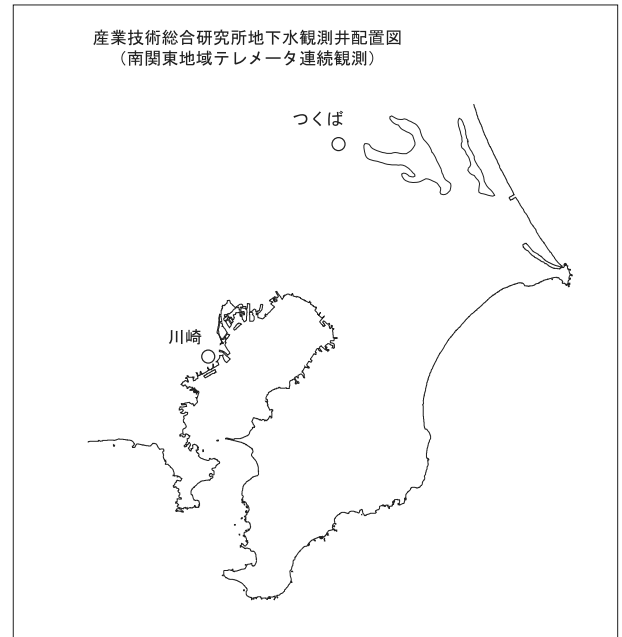 産業技術総合研究所地下水観測井配置図
（南関東地域テレメータ連続観測）
つくば
川崎